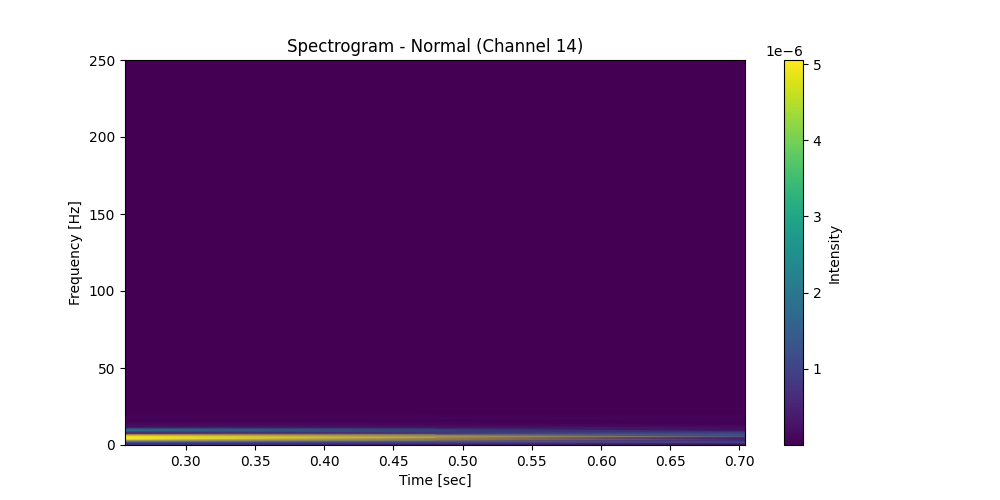 Spectrogram - Normal (Channel 14)
1e−6
250
200
150
100
50
0
Frequency [Hz]
0.30 0.35 0.40 0.45 0.50 0.55 0.60 0.65 0.70
Time [sec]
5
4
3
2
1
Intensity